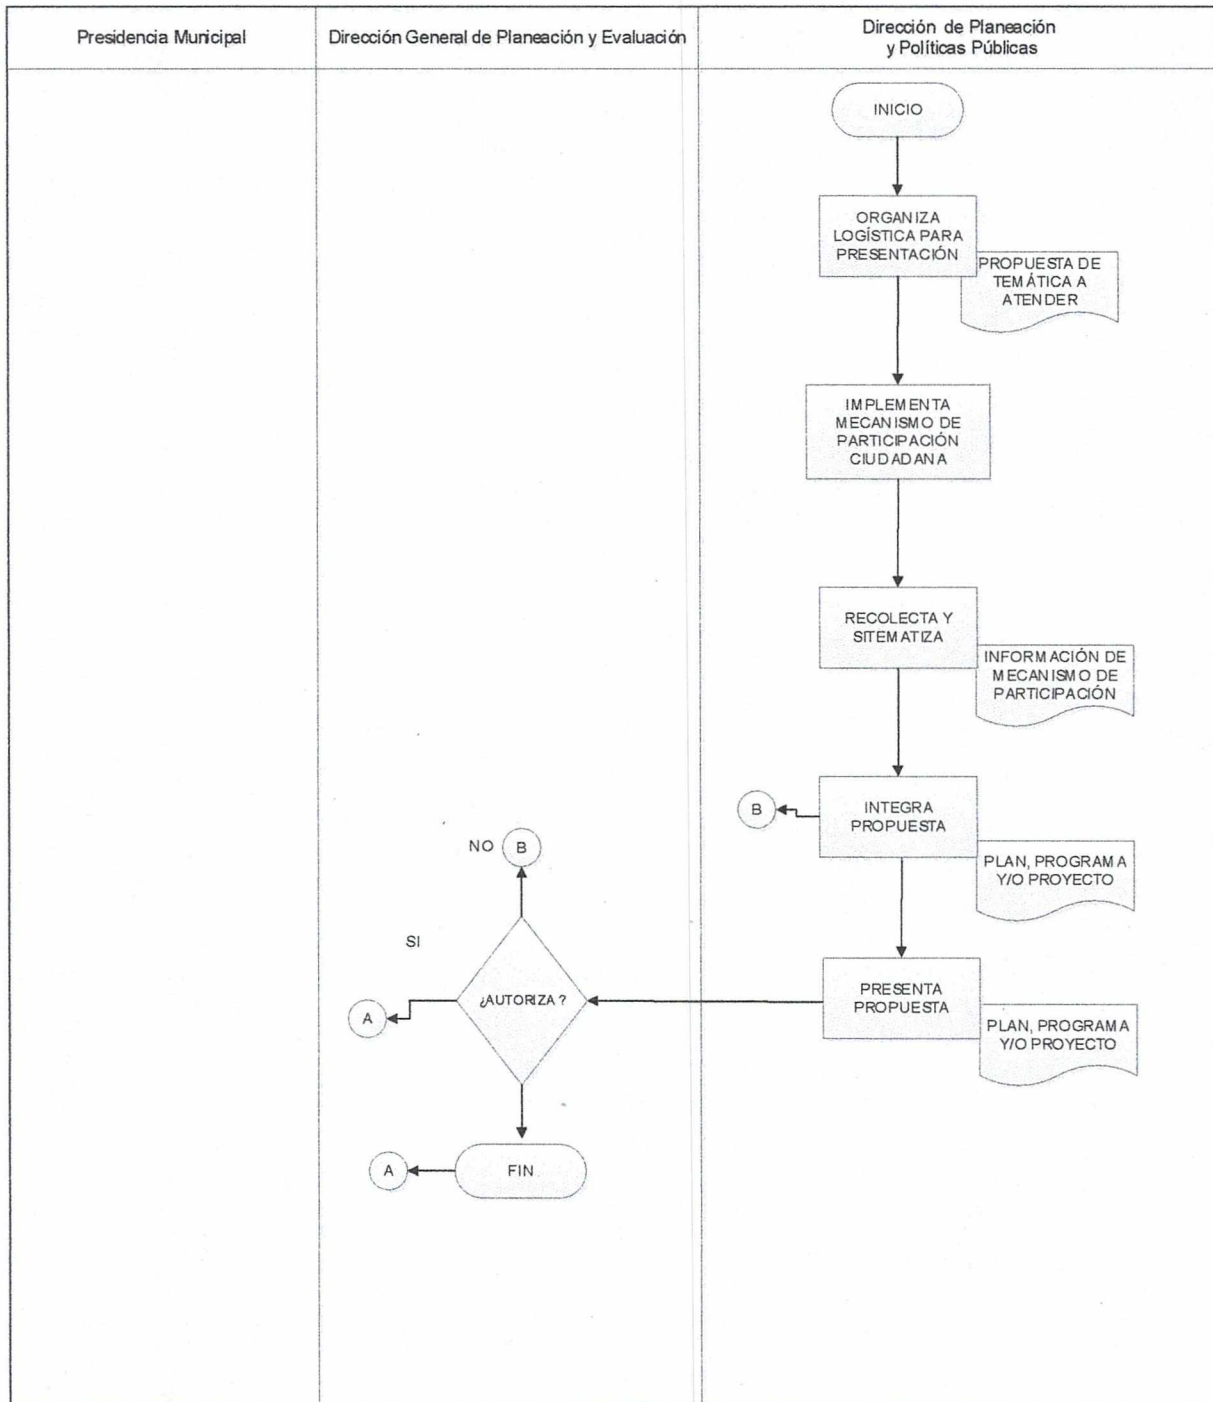 Presidencia Municipal
Dirección General de Planeación y Evaluación
Dirección de Planeación
y Políticas Públicas
INICIO
ORGANIZA
LOGÍSTICA PARA
PRESENTACIÓN
PROPUESTA DE
TEMÁTICA A
ATENDER
IMPLEMENTA
MECANISMO DE
PARTICIPACIÓN
CIUDADANA
RECOLECTA Y
SITEMATIZA
INFORMACIÓN DE
MECANISMO DE
PARTICIPACIÓN
B
INTEGRA
PROPUESTA
PLAN, PROGRAMA
Y/O PROYECTO
NO
B
SI
¿AUTORIZA?
A
PRESENTA
PROPUESTA
PLAN, PROGRAMA
Y/O PROYECTO
A
FIN